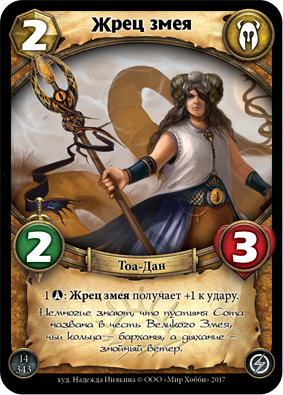 2
Жрец змея
2
3
Тоа-Дан
1 : Жрец змея получает +1 к удару.
Немногие знают, что пустыня Сота
названа в честь Великого Змея,
чьи кольца – барханы, а дыхание –
знойный ветер.
14
343
худ. Надежда Инякина © ООО «Мир Хобби» 2017